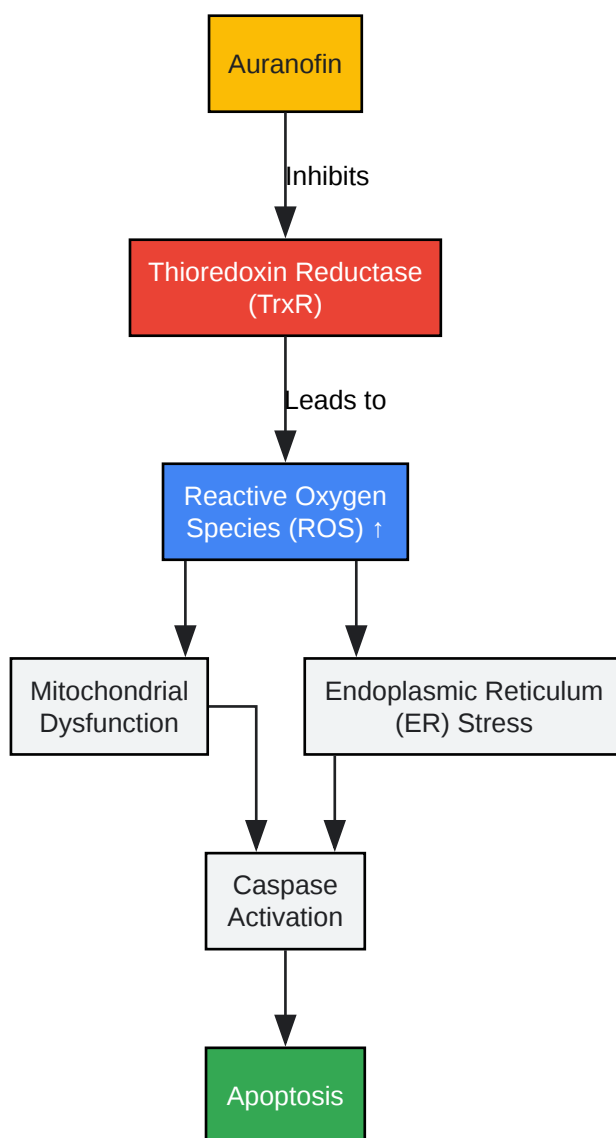 Auranofin
Inhibits
Thioredoxin Reductase
(TrxR)
Leads to
Reactive Oxygen
Species (ROS) ↑
Mitochondrial
Dysfunction
Endoplasmic Reticulum
(ER) Stress
Caspase
Activation
Apoptosis